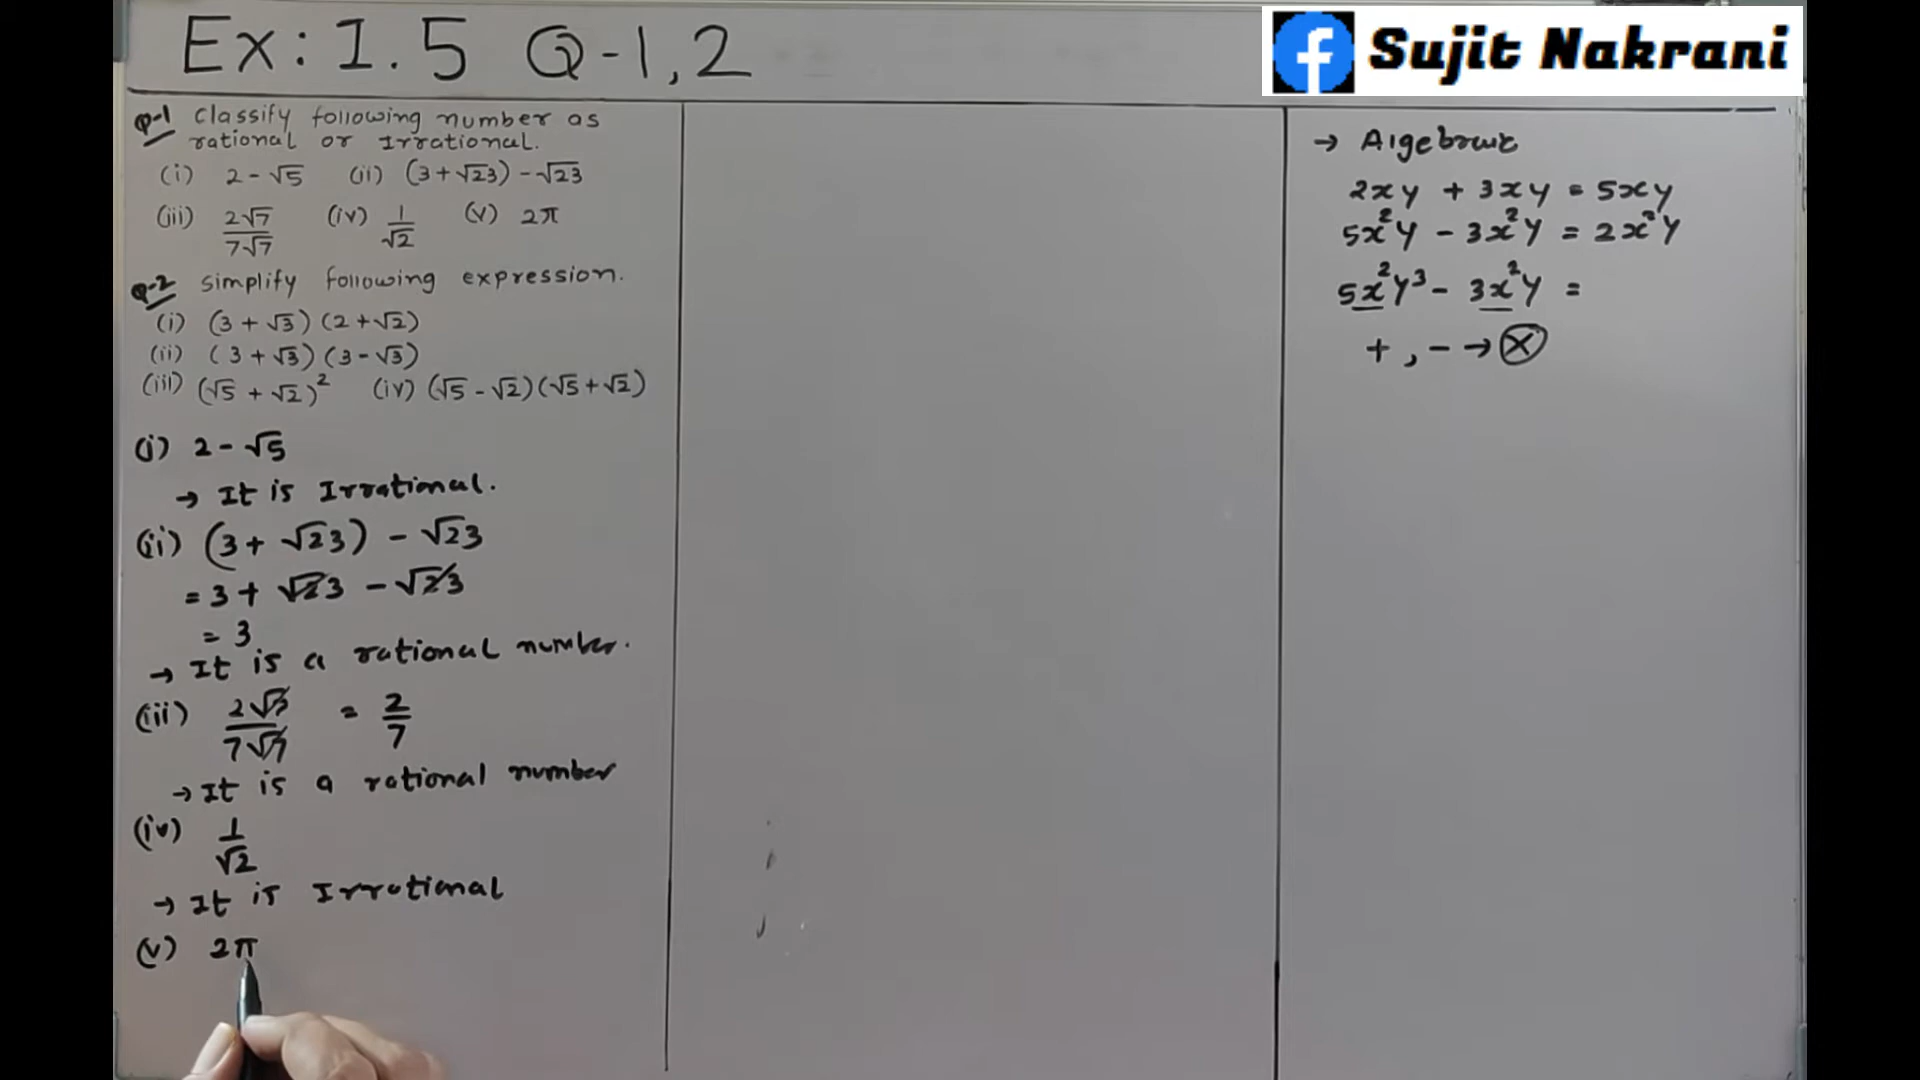 Ex: 1.5 Q-1,2
Sujit Nakrani
Q-1 Classify following number as
rational or Irrational.
(i) 2 - √5 (ii) (3 + √23) - √23
(iii) 2√7/7√7 (iv) 1/√2 (v) 2π
Q-2 Simplify following expression.
(i) (3 + √3)(2 + √2)
(ii) (3 + √3)(3 - √3)
(iii) (√5 + √2)² (iv) (√5 - √2)(√5 + √2)
(i) 2 - √5
→ It is Irrational.
(ii) (3 + √23) - √23
= 3 + √23 - √23
= 3
→ It is a rational number.
(iii) 2√7/7√7 = 2/7
→ It is a rational number
(iv) 1/√2
→ It is Irrational
(v) 2π
→ Algebraic
2xy + 3xy = 5xy
5x²y - 3x²y = 2x²y
5x²y³ - 3x²y =
+ , - → ⊗